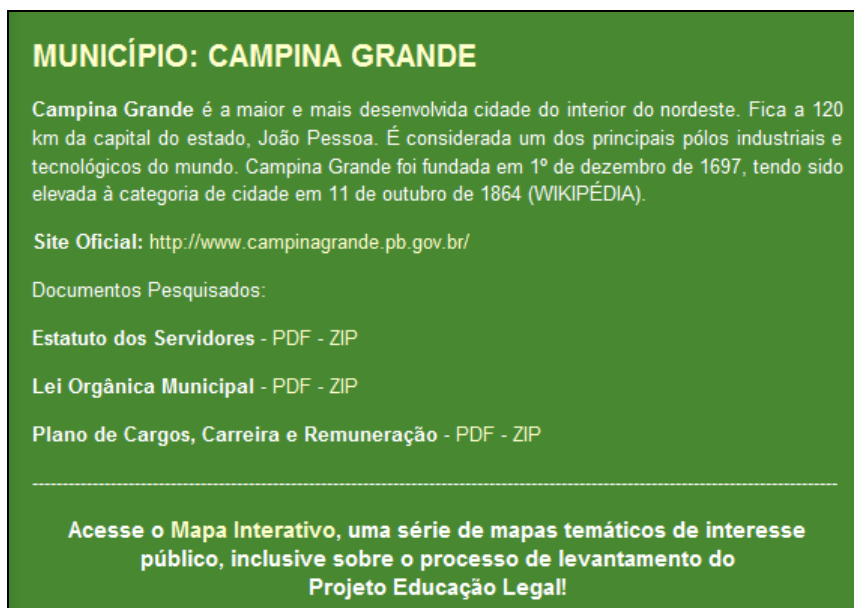 MUNICÍPIO: CAMPINA GRANDE
Campina Grande é a maior e mais desenvolvida cidade do interior do nordeste. Fica a 120
km da capital do estado, João Pessoa. É considerada um dos principais pólos industriais e
tecnológicos do mundo. Campina Grande foi fundada em 1º de dezembro de 1697, tendo sido
elevada à categoria de cidade em 11 de outubro de 1864 (WIKIPÉDIA).
Site Oficial: http://www.campinagrande.pb.gov.br/
Documentos Pesquisados:
Estatuto dos Servidores - PDF - ZIP
Lei Orgânica Municipal - PDF - ZIP
Plano de Cargos, Carreira e Remuneração - PDF - ZIP
Acesse o Mapa Interativo, uma série de mapas temáticos de interesse
público, inclusive sobre o processo de levantamento do
Projeto Educação Legal!